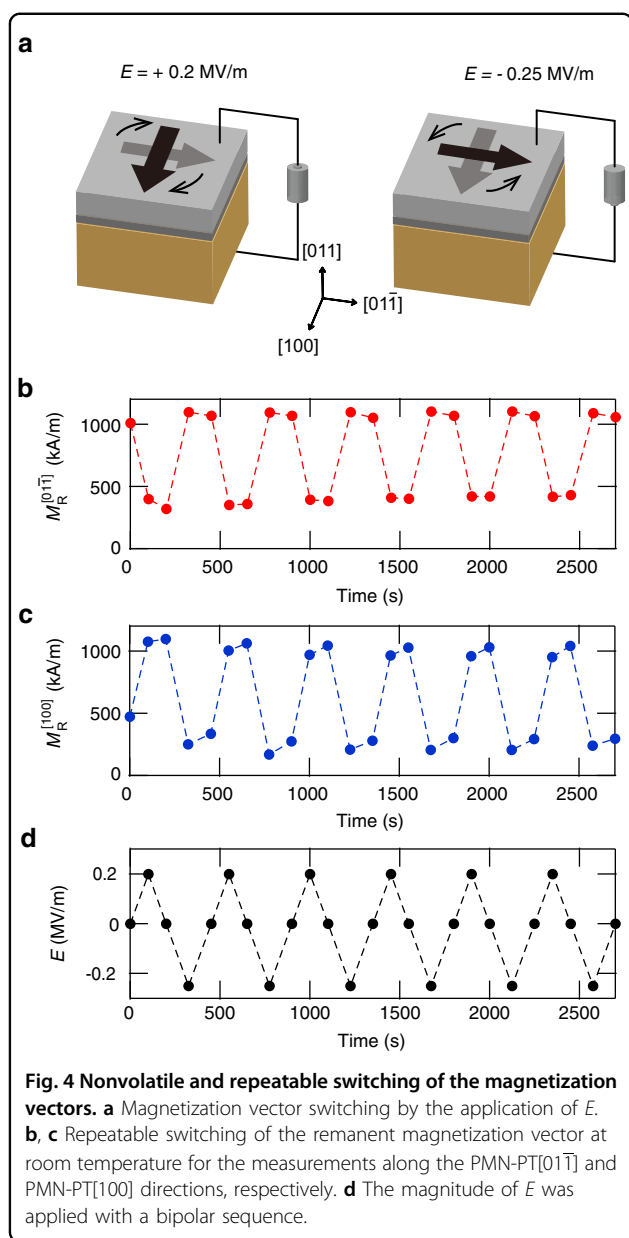 a
E = + 0.2 MV/m
E = - 0.25 MV/m
[011]
[011̅]
[100]
b
M_R^[011̅] (kA/m)
1000
500
0
0 500 1000 1500 2000 2500
Time (s)
c
M_R^[100] (kA/m)
1000
500
0
0 500 1000 1500 2000 2500
Time (s)
d
E (MV/m)
0.2
0
-0.2
0 500 1000 1500 2000 2500
Time (s)
Fig. 4 Nonvolatile and repeatable switching of the magnetization
vectors. a Magnetization vector switching by the application of E.
b, c Repeatable switching of the remanent magnetization vector at
room temperature for the measurements along the PMN-PT[011̅] and
PMN-PT[100] directions, respectively. d The magnitude of E was
applied with a bipolar sequence.